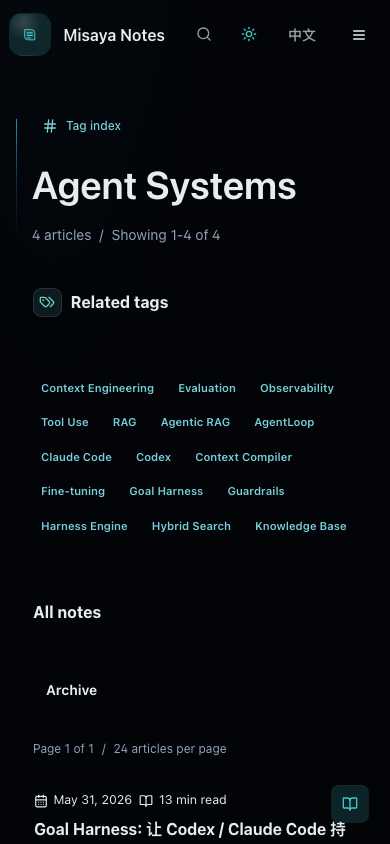 Misaya Notes 中文
Tag index
Agent Systems
4 articles / Showing 1-4 of 4
Related tags
Context Engineering Evaluation Observability
Tool Use RAG Agentic RAG AgentLoop
Claude Code Codex Context Compiler
Fine-tuning Goal Harness Guardrails
Harness Engine Hybrid Search Knowledge Base
All notes
Archive
Page 1 of 1 / 24 articles per page
May 31, 2026 13 min read
Goal Harness: 让 Codex / Claude Code 持